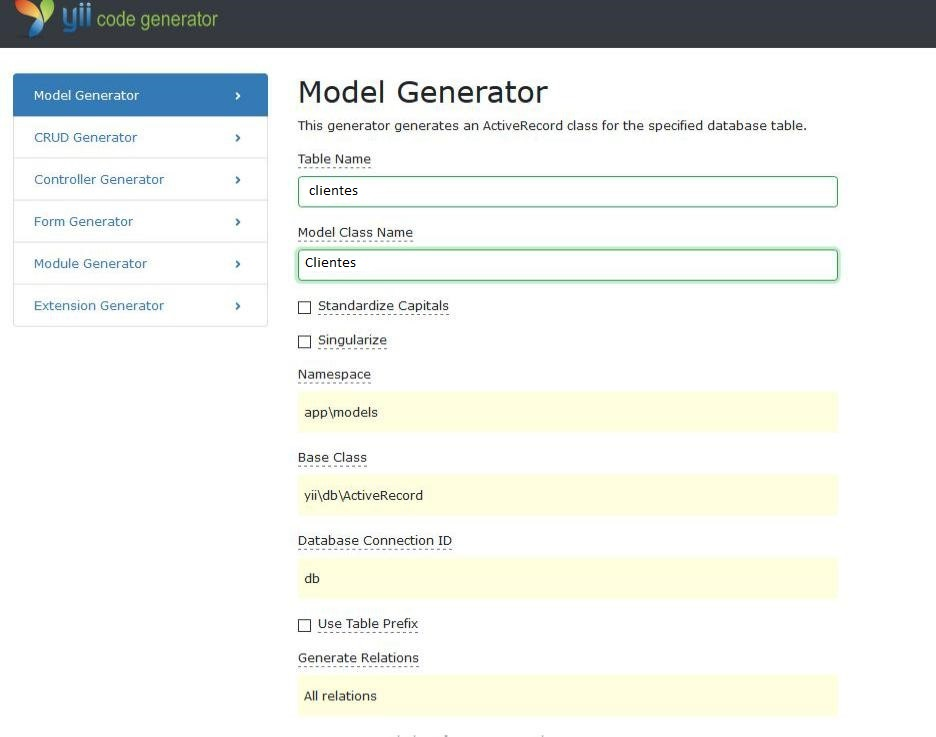 yii code generator
Model Generator
CRUD Generator
Controller Generator
Form Generator
Module Generator
Extension Generator
Model Generator
This generator generates an ActiveRecord class for the specified database table.
Table Name
clientes
Model Class Name
Clientes
Standardize Capitals
Singularize
Namespace
app\models
Base Class
yii\db\ActiveRecord
Database Connection ID
db
Use Table Prefix
Generate Relations
All relations